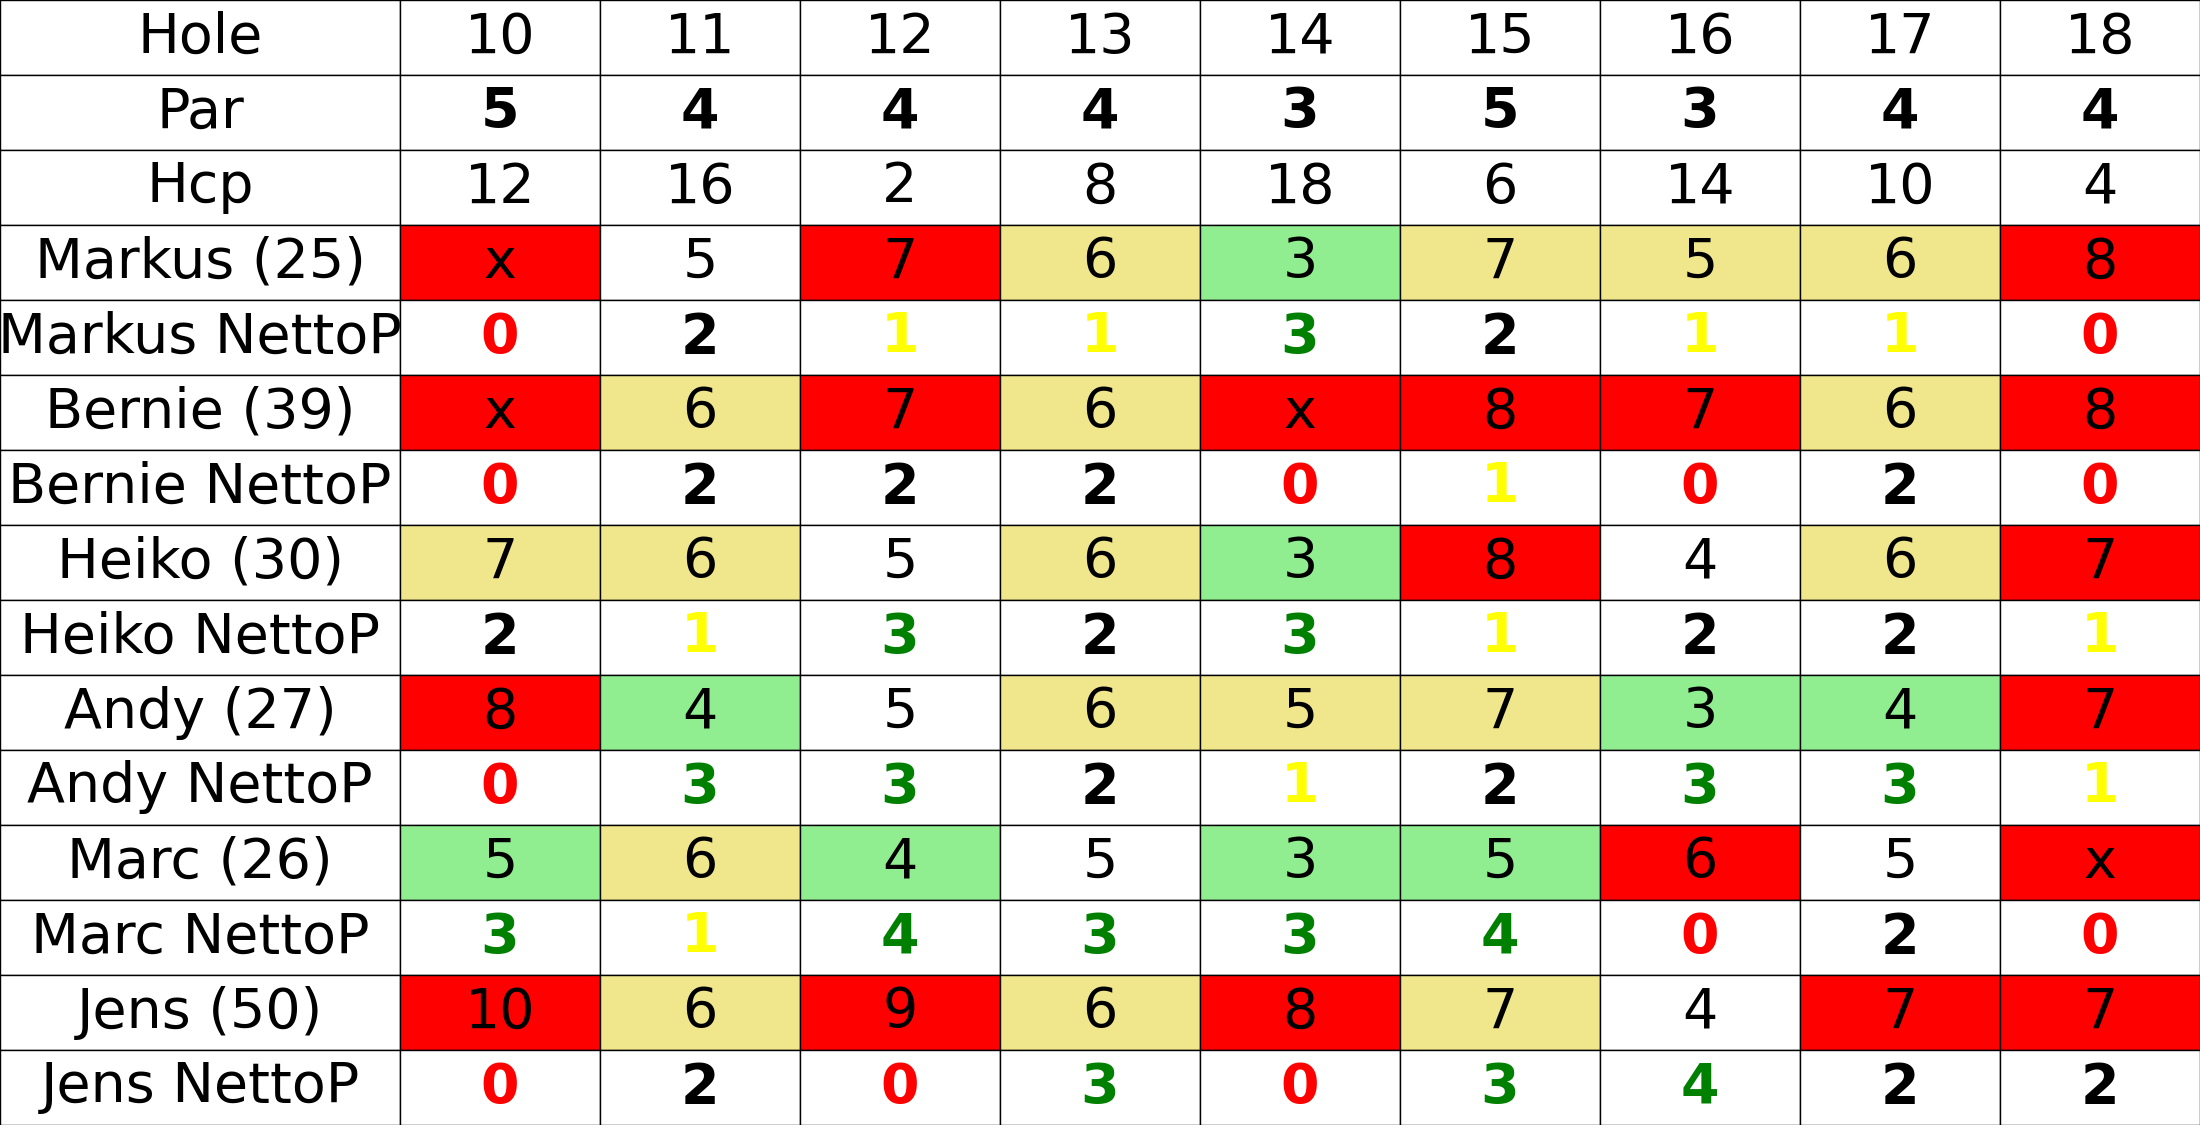 Hole 10 11 12 13 14 15 16 17 18
Par 5 4 4 4 3 5 3 4 4
Hcp 12 16 2 8 18 6 14 10 4
Markus (25) x 5 7 6 3 7 5 6 8
Markus NettoP 0 2 1 1 3 2 1 1 0
Bernie (39) x 6 7 6 x 8 7 6 8
Bernie NettoP 0 2 2 2 0 1 0 2 0
Heiko (30) 7 6 5 6 3 8 4 6 7
Heiko NettoP 2 1 3 2 3 1 2 2 1
Andy (27) 8 4 5 6 5 7 3 4 7
Andy NettoP 0 3 3 2 1 2 3 3 1
Marc (26) 5 6 4 5 3 5 6 5 x
Marc NettoP 3 1 4 3 3 4 0 2 0
Jens (50) 10 6 9 6 8 7 4 7 7
Jens NettoP 0 2 0 3 0 3 4 2 2